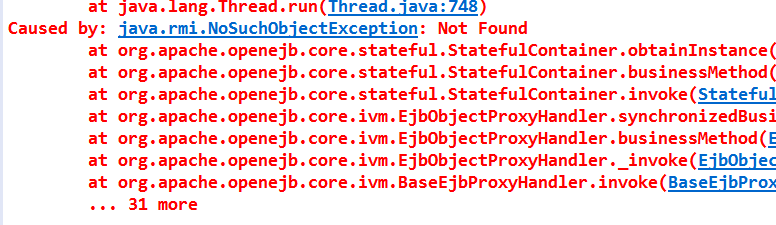 at java.lang.Thread.run(Thread.java:748)
Caused by: java.rmi.NoSuchObjectException: Not Found
at org.apache.openejb.core.stateful.StatefulContainer.obtainInstance(
at org.apache.openejb.core.stateful.StatefulContainer.businessMethod(
at org.apache.openejb.core.stateful.StatefulContainer.invoke(Stateful
at org.apache.openejb.core.ivm.EjbObjectProxyHandler.synchronizedBusi
at org.apache.openejb.core.ivm.EjbObjectProxyHandler.businessMethod(E
at org.apache.openejb.core.ivm.EjbObjectProxyHandler._invoke(EjbObjec
at org.apache.openejb.core.ivm.BaseEjbProxyHandler.invoke(BaseEjbProx
... 31 more